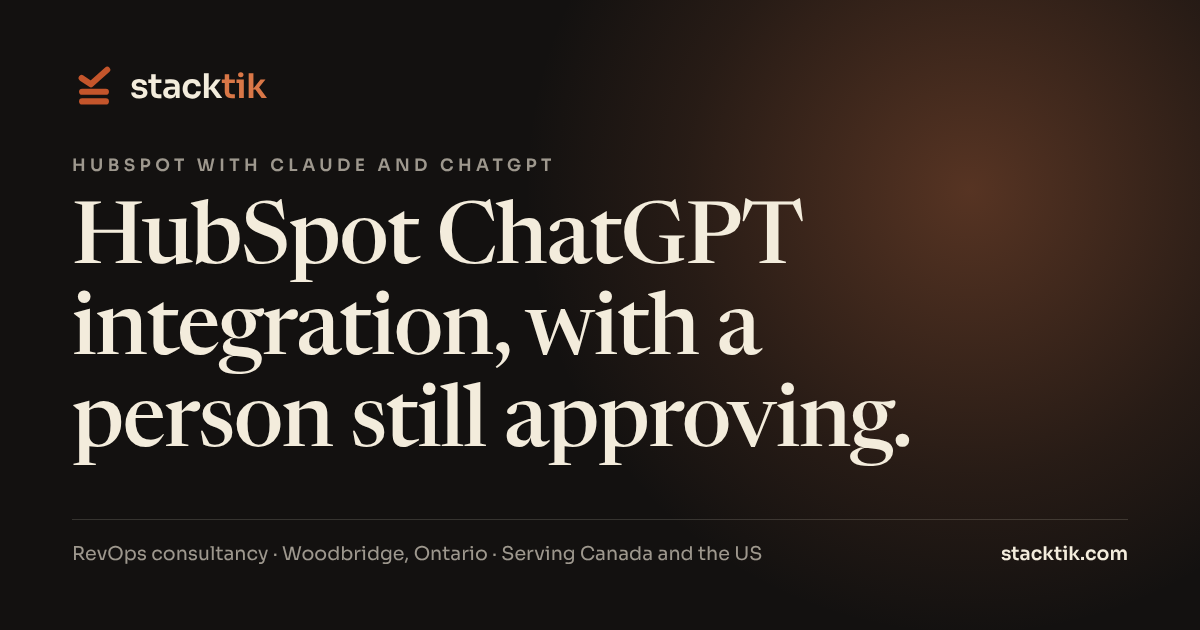 stacktik
HUBSPOT WITH CLAUDE AND CHATGPT
HubSpot ChatGPT
integration, with a
person still approving.
RevOps consultancy · Woodbridge, Ontario · Serving Canada and the US
stacktik.com